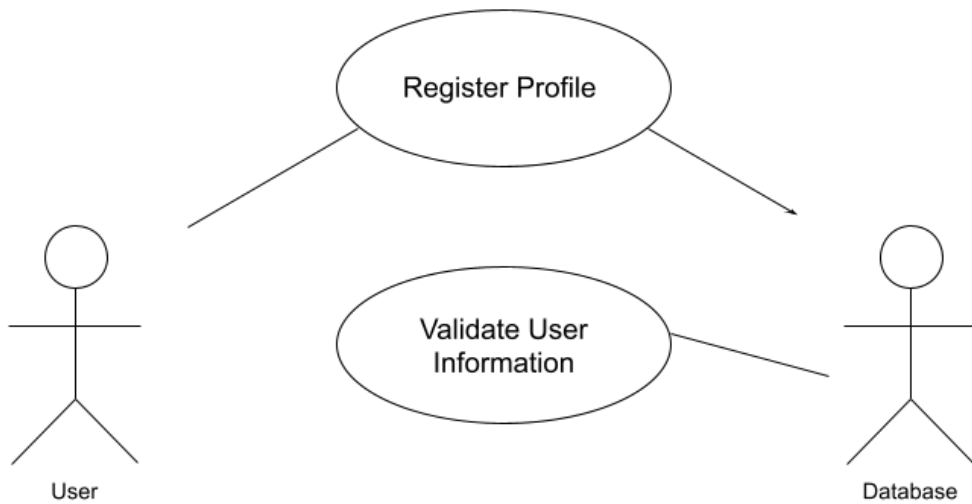 Register Profile
Validate User
Information
User
Database